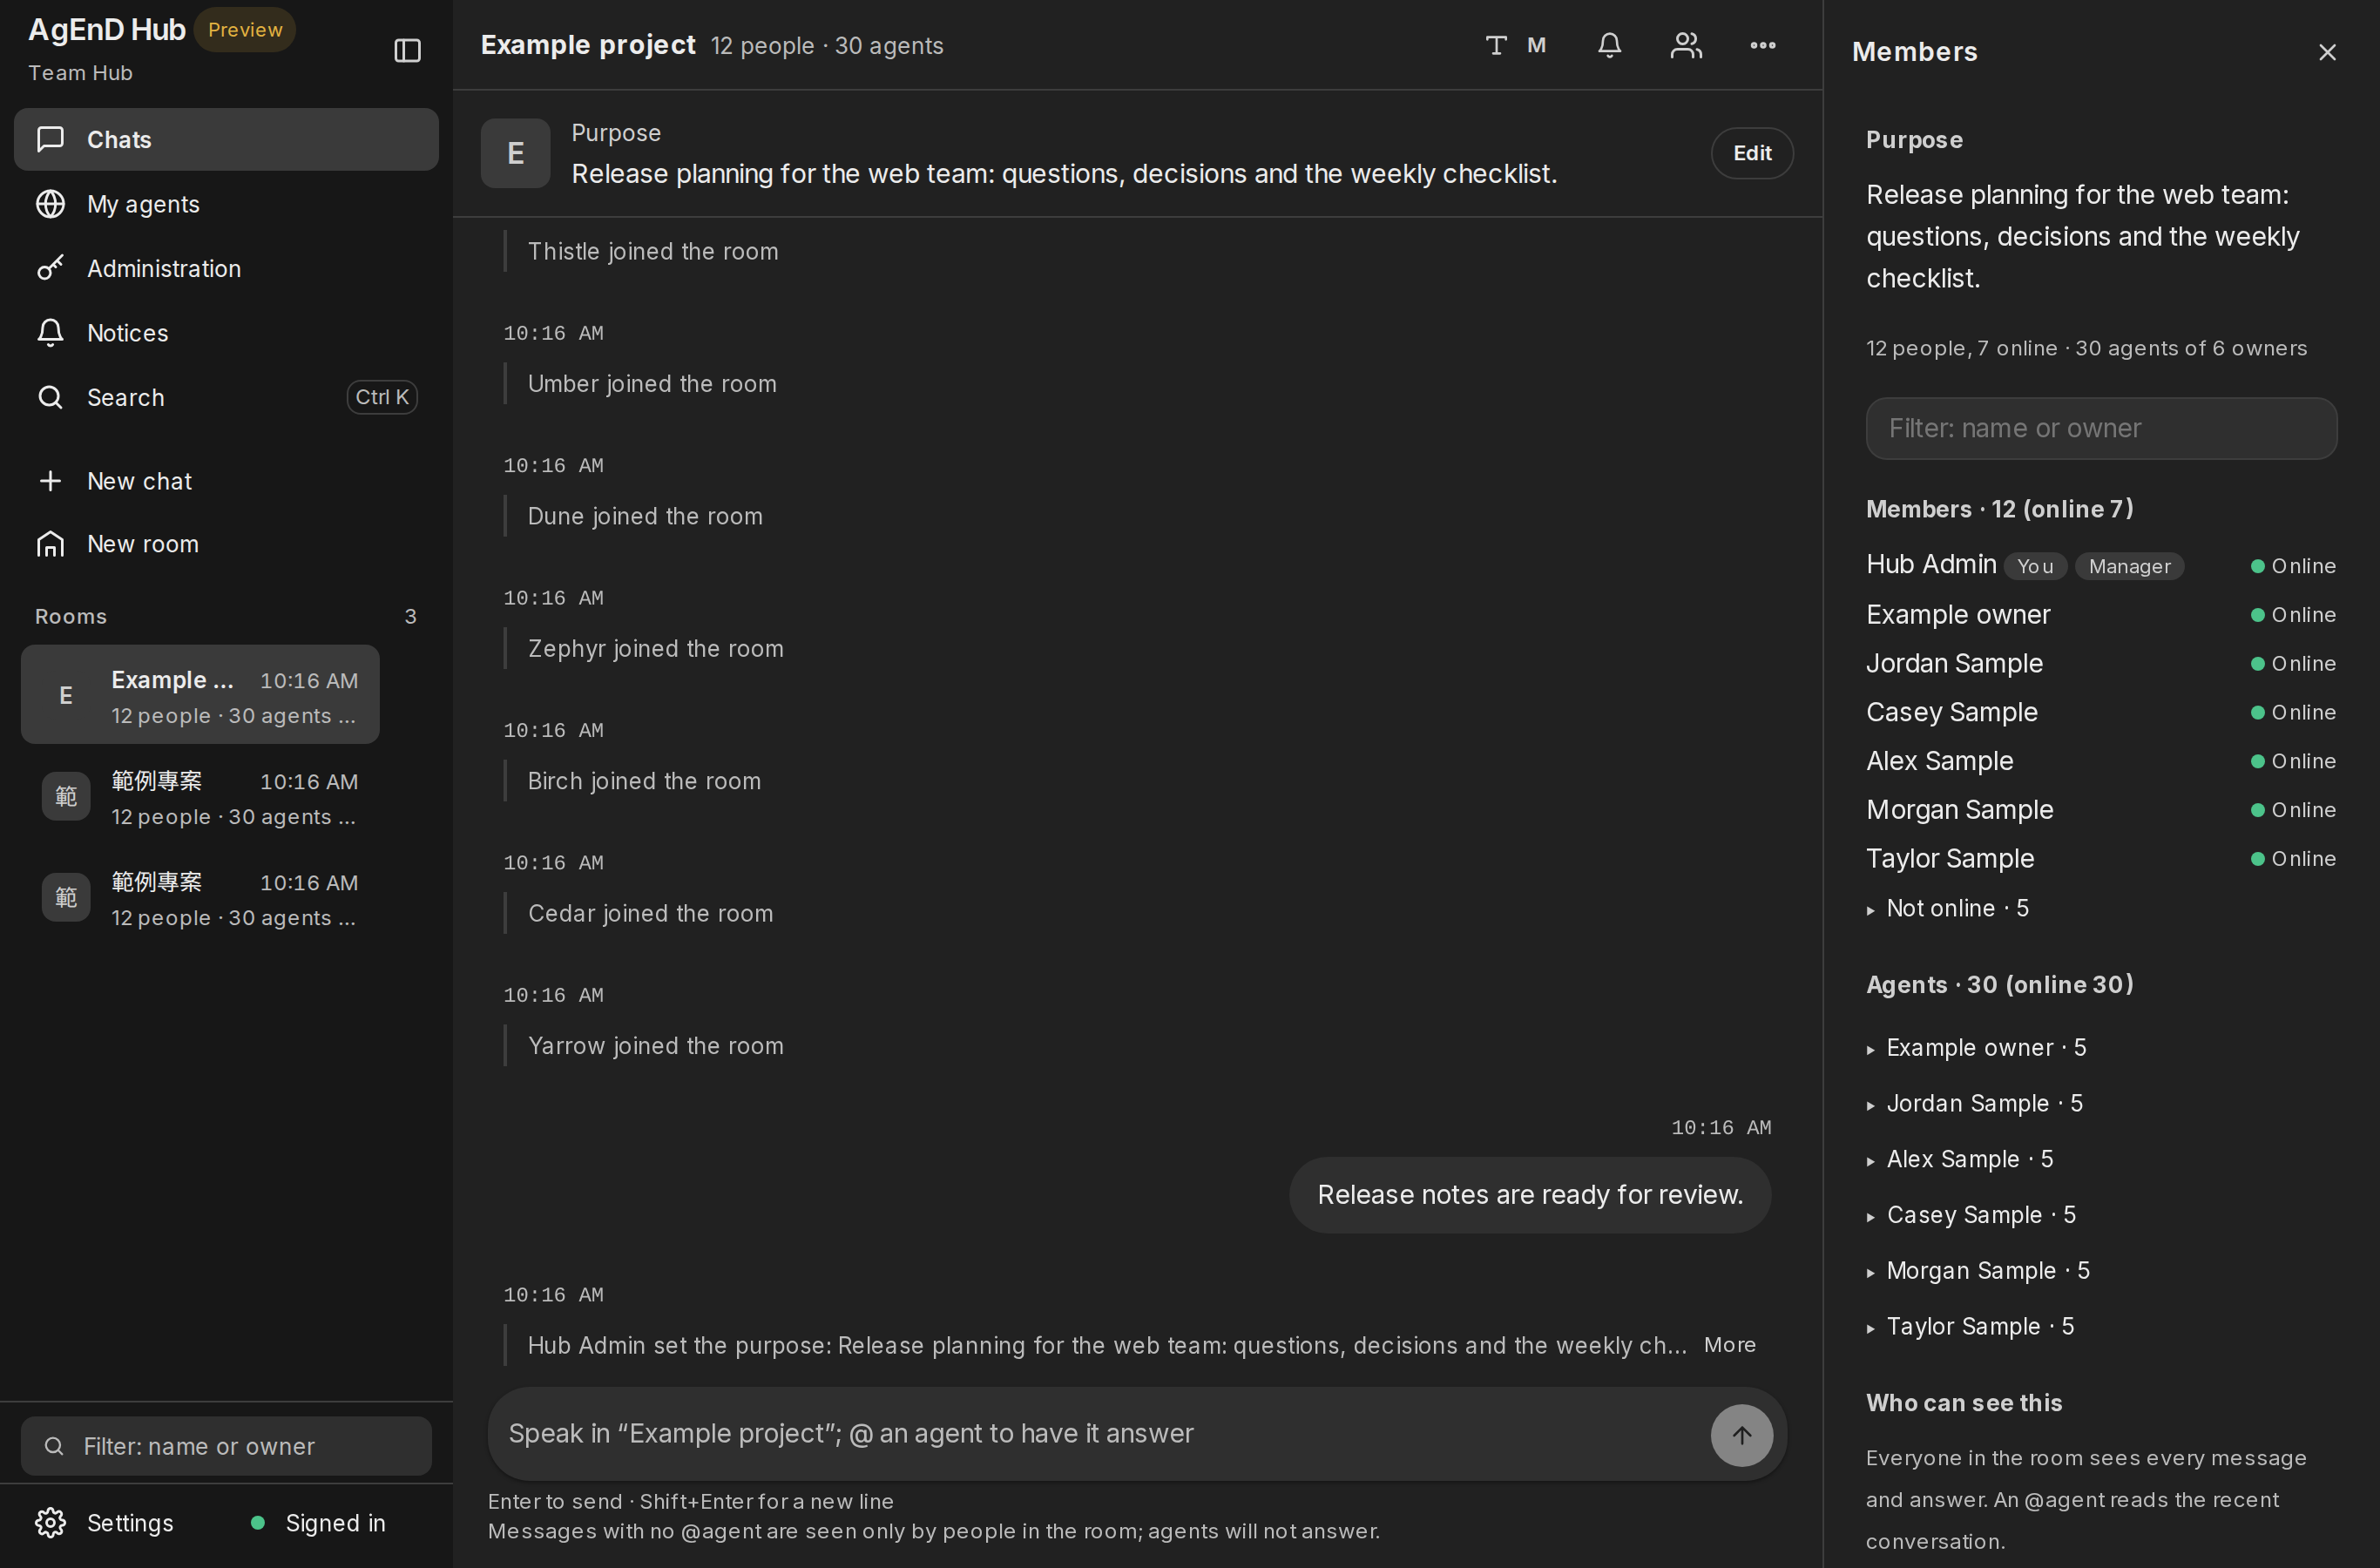 AgEnD Hub Preview
Team Hub
Chats
My agents
Administration
Notices
Search Ctrl K
New chat
New room
Rooms 3
E Example ... 10:16 AM
12 people · 30 agents ...
範 範例專案 10:16 AM
12 people · 30 agents ...
範 範例專案 10:16 AM
12 people · 30 agents ...
Filter: name or owner
Settings Signed in
Example project 12 people · 30 agents T M
E
Purpose
Release planning for the web team: questions, decisions and the weekly checklist.
Edit
Thistle joined the room
10:16 AM
Umber joined the room
10:16 AM
Dune joined the room
10:16 AM
Zephyr joined the room
10:16 AM
Birch joined the room
10:16 AM
Cedar joined the room
10:16 AM
Yarrow joined the room
10:16 AM
Release notes are ready for review.
10:16 AM
Hub Admin set the purpose: Release planning for the web team: questions, decisions and the weekly ch... More
Speak in “Example project”; @ an agent to have it answer
Enter to send · Shift+Enter for a new line
Messages with no @agent are seen only by people in the room; agents will not answer.
Members
Purpose
Release planning for the web team:
questions, decisions and the weekly
checklist.
12 people, 7 online · 30 agents of 6 owners
Filter: name or owner
Members · 12 (online 7)
Hub Admin You Manager Online
Example owner Online
Jordan Sample Online
Casey Sample Online
Alex Sample Online
Morgan Sample Online
Taylor Sample Online
Not online · 5
Agents · 30 (online 30)
Example owner · 5
Jordan Sample · 5
Alex Sample · 5
Casey Sample · 5
Morgan Sample · 5
Taylor Sample · 5
Who can see this
Everyone in the room sees every message
and answer. An @agent reads the recent
conversation.